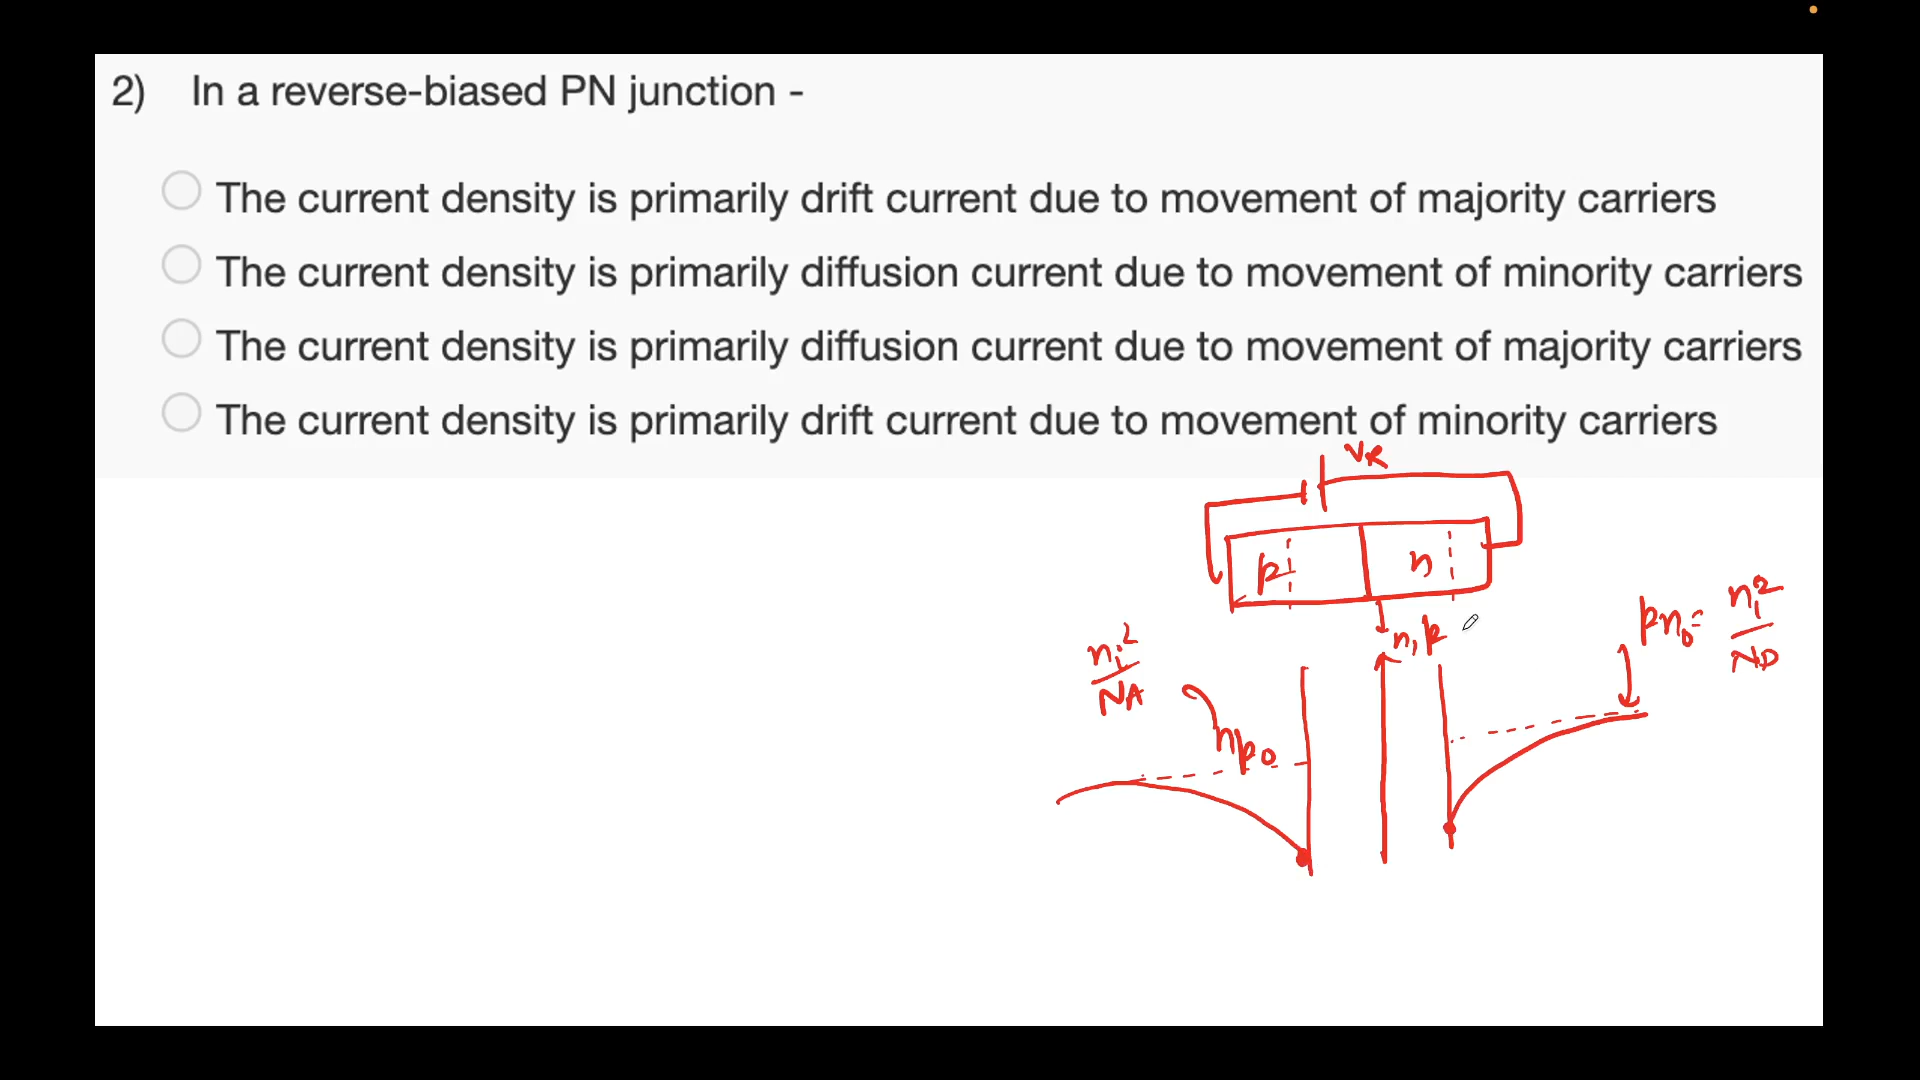 2) In a reverse-biased PN junction -
The current density is primarily drift current due to movement of majority carriers
The current density is primarily diffusion current due to movement of minority carriers
The current density is primarily diffusion current due to movement of majority carriers
The current density is primarily drift current due to movement of minority carriers
VR
p n
n, p
ni²/NA
np0
pn0 = ni²/ND